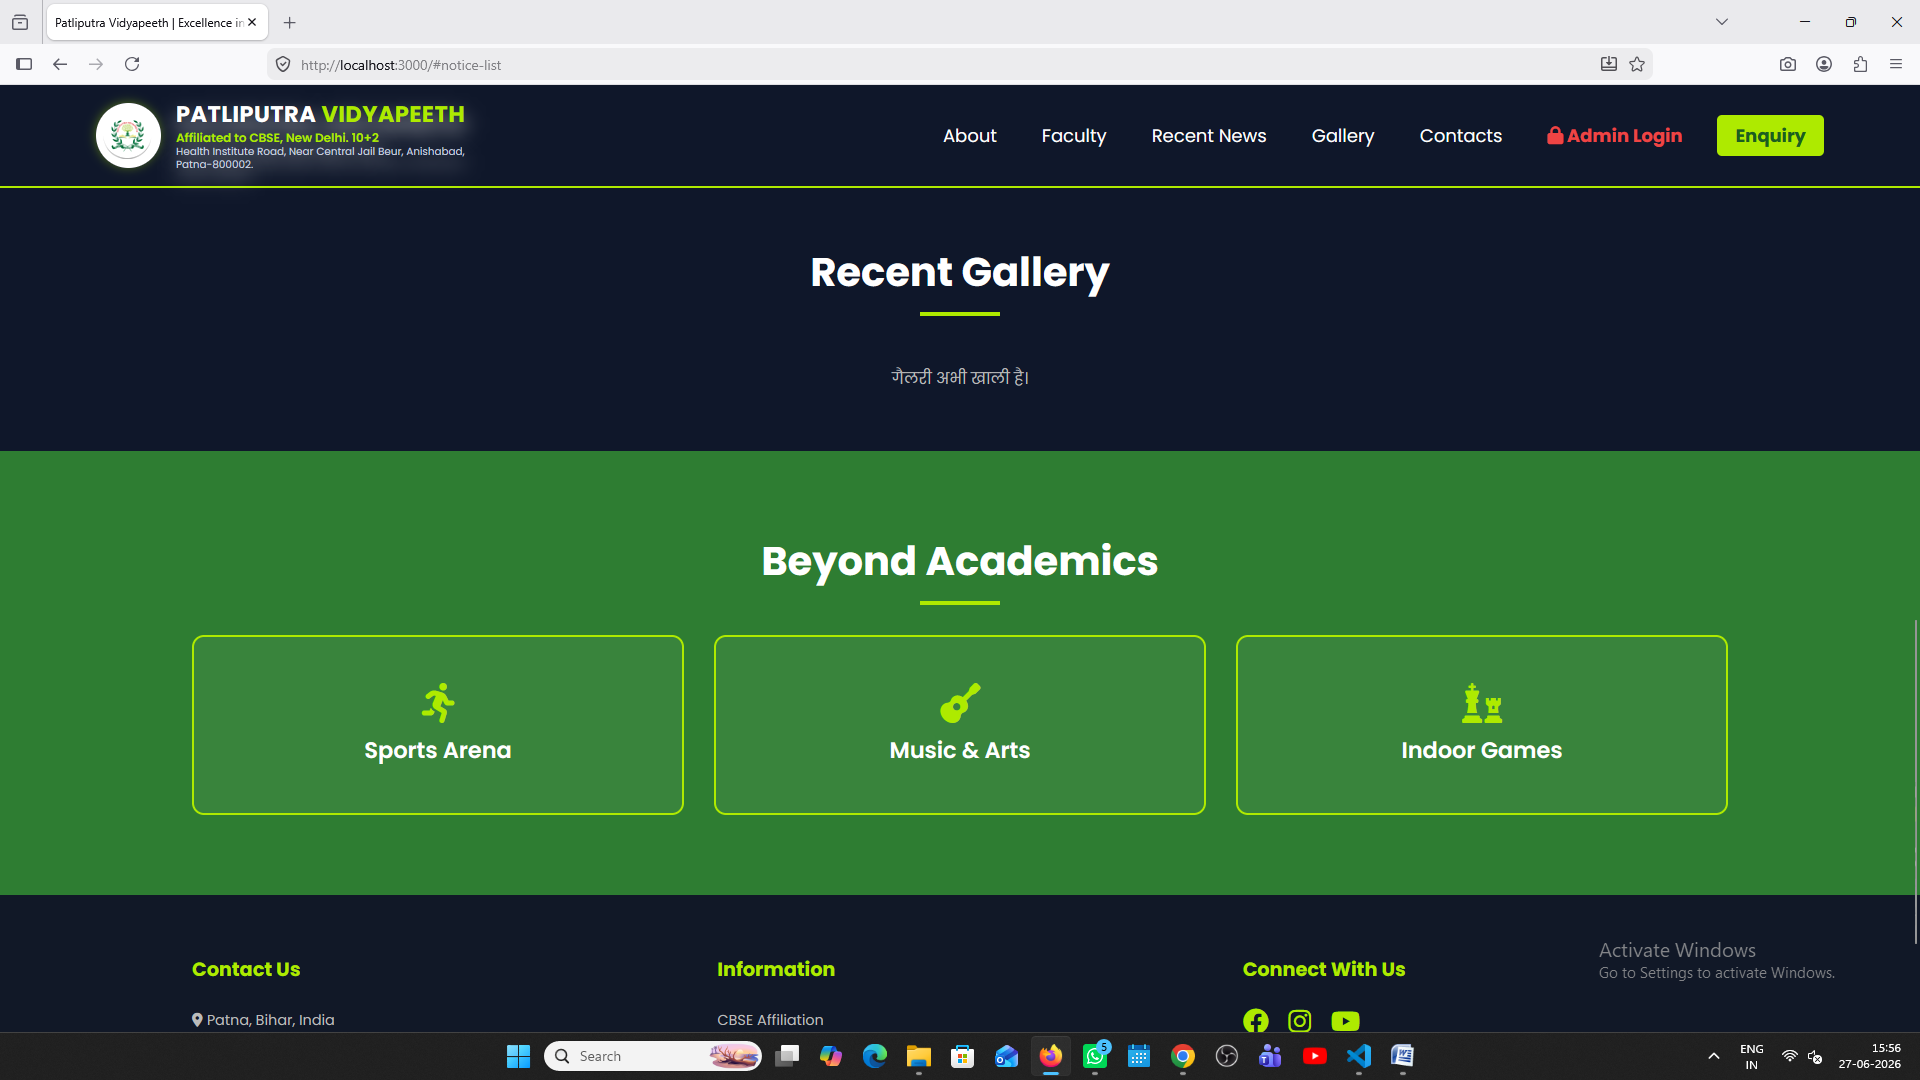 Patliputra Vidyapeeth | Excellence in
http://localhost:3000/#notice-list
PATLIPUTRA VIDYAPEETH
Affiliated to CBSE, New Delhi. 10+2
Health Institute Road, Near Central Jail Beur, Anishabad,
Patna-800002.
About
Faculty
Recent News
Gallery
Contacts
Admin Login
Enquiry
Recent Gallery
गैलरी अभी खाली है।
Beyond Academics
Sports Arena
Music & Arts
Indoor Games
Contact Us
Information
Connect With Us
Patna, Bihar, India
CBSE Affiliation
Activate Windows
Go to Settings to activate Windows.
Search
5
ENG
IN
15:56
27-06-2026